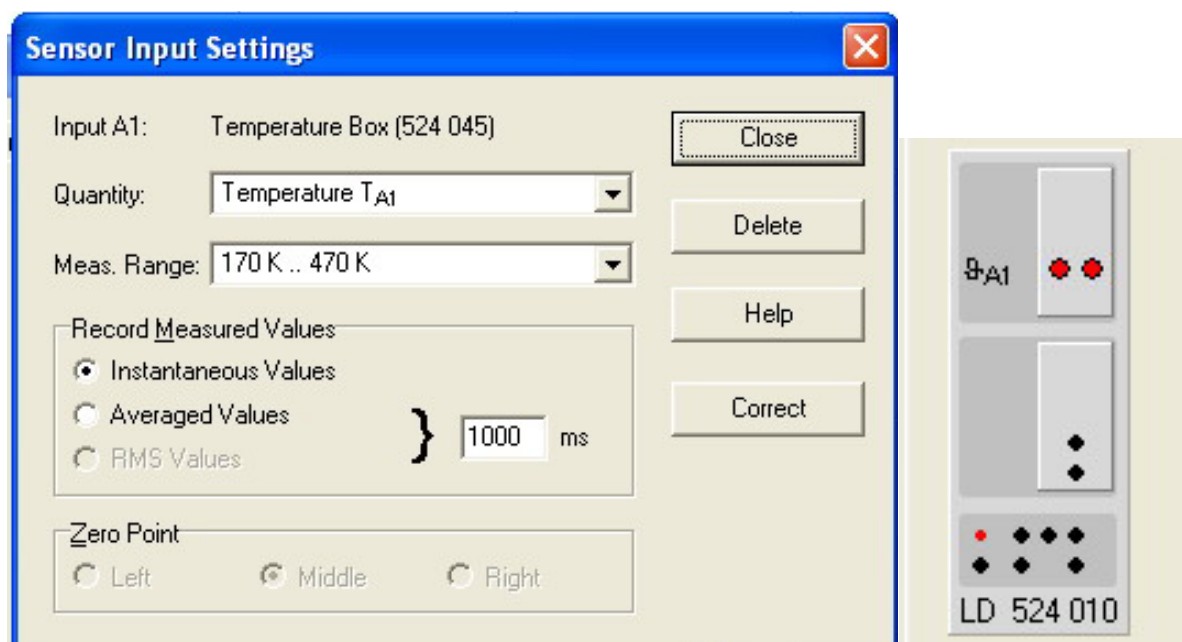 Sensor Input Settings
Input A1: Temperature Box (524 045)
Close
Quantity: Temperature TA1
Delete
Meas. Range: 170 K .. 470 K
Help
Record Measured Values
Instantaneous Values
Averaged Values
RMS Values
} 1000 ms
Correct
Zero Point
Left Middle Right
ϑA1
LD 524 010